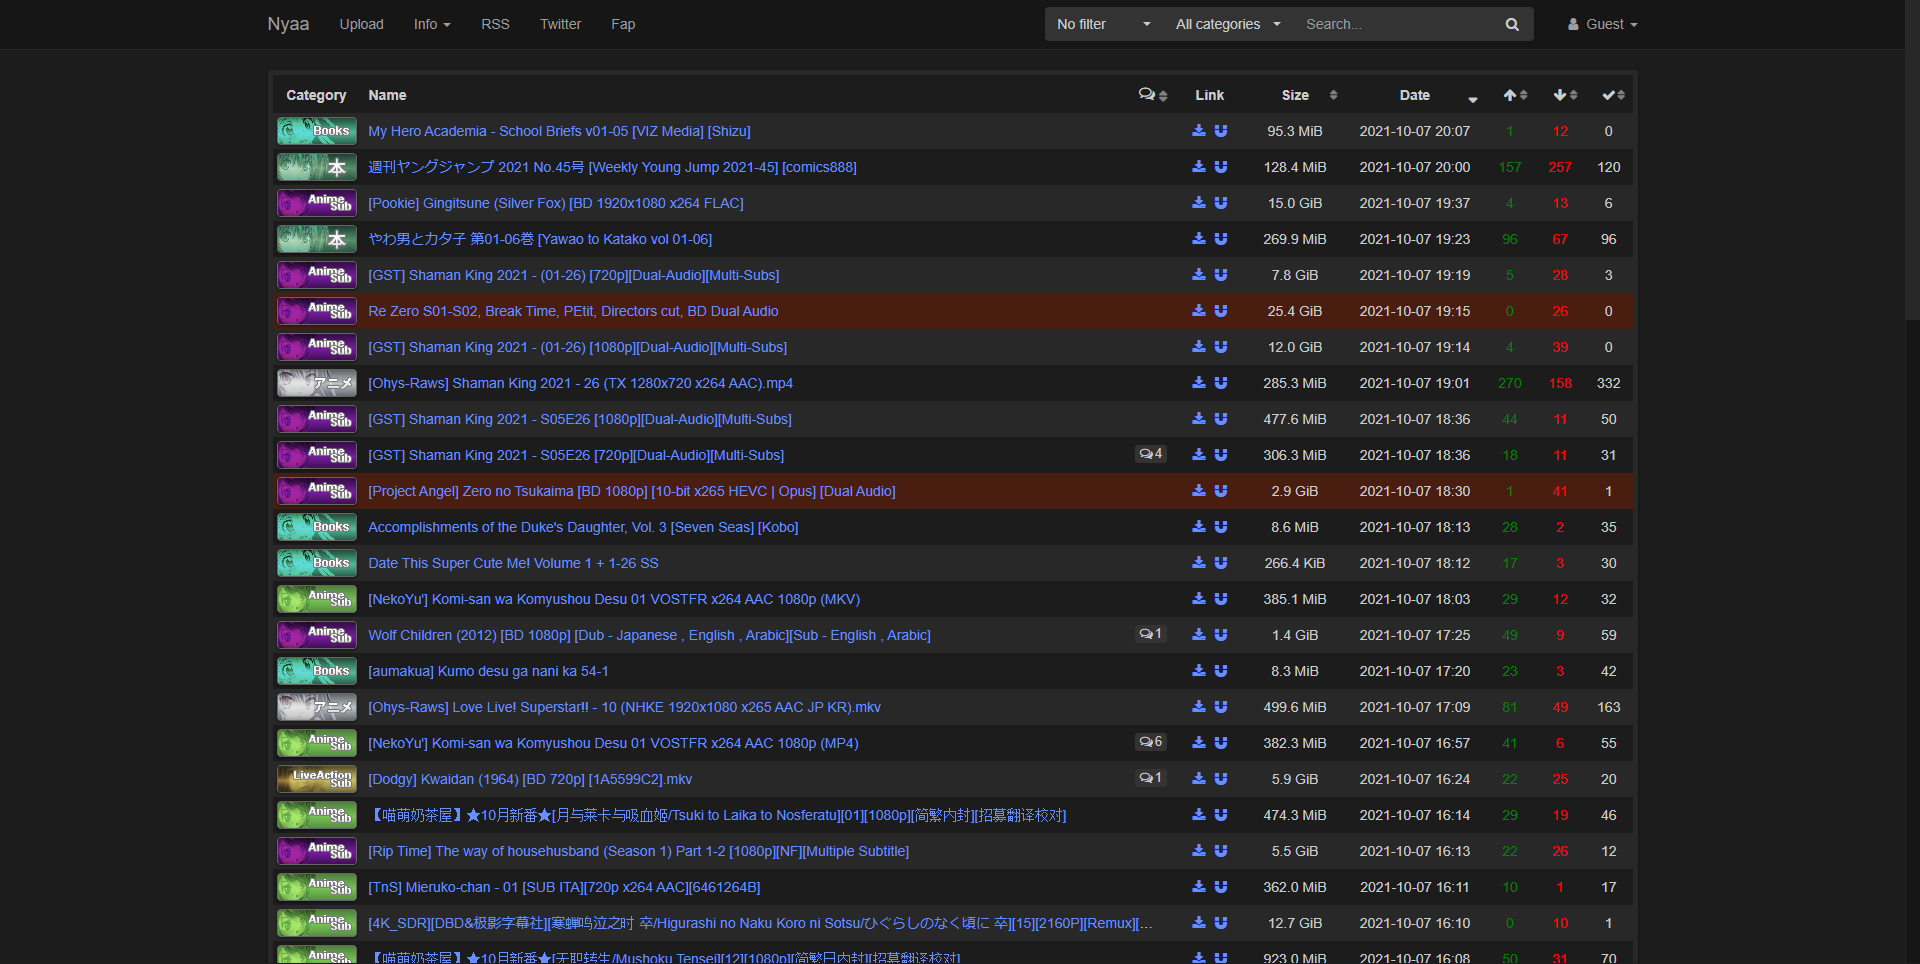 Nyaa Upload Info RSS Twitter Fap No filter All categories Search... Guest
Category Name Link Size Date
Books My Hero Academia - School Briefs v01-05 [VIZ Media] [Shizu] 95.3 MiB 2021-10-07 20:07 1 12 0
本 週刊ヤングジャンプ 2021 No.45号 [Weekly Young Jump 2021-45] [comics888] 128.4 MiB 2021-10-07 20:00 157 257 120
Anime Sub [Pookie] Gingitsune (Silver Fox) [BD 1920x1080 x264 FLAC] 15.0 GiB 2021-10-07 19:37 4 13 6
本 やわ男とカタ子 第01-06巻 [Yawao to Katako vol 01-06] 269.9 MiB 2021-10-07 19:23 96 67 96
Anime Sub [GST] Shaman King 2021 - (01-26) [720p][Dual-Audio][Multi-Subs] 7.8 GiB 2021-10-07 19:19 5 28 3
Anime Sub Re Zero S01-S02, Break Time, PEtit, Directors cut, BD Dual Audio 25.4 GiB 2021-10-07 19:15 0 26 0
Anime Sub [GST] Shaman King 2021 - (01-26) [1080p][Dual-Audio][Multi-Subs] 12.0 GiB 2021-10-07 19:14 4 39 0
アニメ [Ohys-Raws] Shaman King 2021 - 26 (TX 1280x720 x264 AAC).mp4 285.3 MiB 2021-10-07 19:01 270 158 332
Anime Sub [GST] Shaman King 2021 - S05E26 [1080p][Dual-Audio][Multi-Subs] 477.6 MiB 2021-10-07 18:36 44 11 50
Anime Sub [GST] Shaman King 2021 - S05E26 [720p][Dual-Audio][Multi-Subs] 4 306.3 MiB 2021-10-07 18:36 18 11 31
Anime Sub [Project Angel] Zero no Tsukaima [BD 1080p] [10-bit x265 HEVC | Opus] [Dual Audio] 2.9 GiB 2021-10-07 18:30 1 41 1
Books Accomplishments of the Duke's Daughter, Vol. 3 [Seven Seas] [Kobo] 8.6 MiB 2021-10-07 18:13 28 2 35
Books Date This Super Cute Me! Volume 1 + 1-26 SS 266.4 KiB 2021-10-07 18:12 17 3 30
Anime Sub [NekoYu'] Komi-san wa Komyushou Desu 01 VOSTFR x264 AAC 1080p (MKV) 385.1 MiB 2021-10-07 18:03 29 12 32
Anime Sub Wolf Children (2012) [BD 1080p] [Dub - Japanese , English , Arabic][Sub - English , Arabic] 1 1.4 GiB 2021-10-07 17:25 49 9 59
Books [aumakua] Kumo desu ga nani ka 54-1 8.3 MiB 2021-10-07 17:20 23 3 42
アニメ [Ohys-Raws] Love Live! Superstar!! - 10 (NHKE 1920x1080 x265 AAC JP KR).mkv 499.6 MiB 2021-10-07 17:09 81 49 163
Anime Sub [NekoYu'] Komi-san wa Komyushou Desu 01 VOSTFR x264 AAC 1080p (MP4) 6 382.3 MiB 2021-10-07 16:57 41 6 55
LiveAction Sub [Dodgy] Kwaidan (1964) [BD 720p] [1A5599C2].mkv 1 5.9 GiB 2021-10-07 16:24 22 25 20
Anime Sub 【喵萌奶茶屋】★10月新番★[月与莱卡与吸血姬/Tsuki to Laika to Nosferatu][01][1080p][简繁内封][招募翻译校对] 474.3 MiB 2021-10-07 16:14 29 19 46
Anime Sub [Rip Time] The way of househusband (Season 1) Part 1-2 [1080p][NF][Multiple Subtitle] 5.5 GiB 2021-10-07 16:13 22 26 12
Anime Sub [TnS] Mieruko-chan - 01 [SUB ITA][720p x264 AAC][6461264B] 362.0 MiB 2021-10-07 16:11 10 1 17
Anime Sub [4K_SDR][DBD&极影字幕社][寒蝉鸣泣之时 卒/Higurashi no Naku Koro ni Sotsu/ひぐらしのなく頃に 卒][15][2160P][Remux][... 12.7 GiB 2021-10-07 16:10 0 10 1
Anime 【喵萌奶茶屋】★10月新番★[无职转生/Mushoku Tensei][12][1080p][简繁日内封][招募翻译校对] 923.0 MiB 2021-10-07 16:08 50 31 70